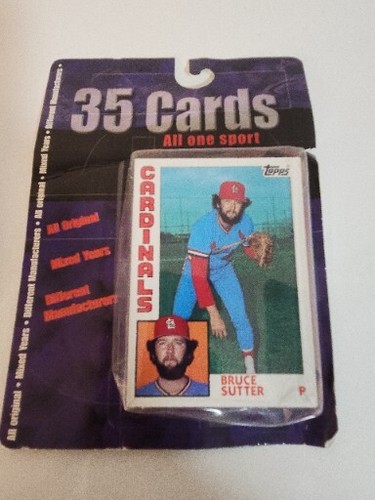 35 Cards
All one sport
All Original
Mixed Years
Different
Manufacturers
All original • Mixed Years • Different Manufacturers • All original • Mixed Years • Different Manufacturers •
Topps
CARDINALS
BRUCE
SUTTER
P